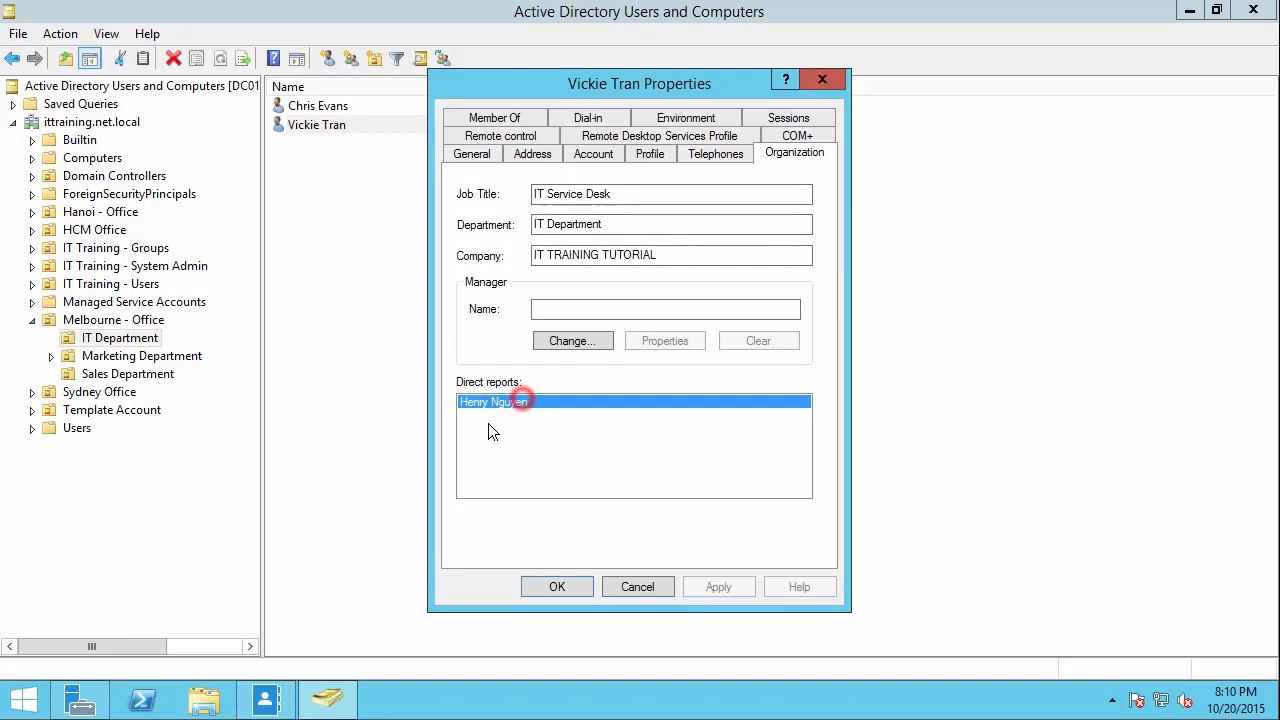 Active Directory Users and Computers
File Action View Help
Active Directory Users and Computers [DC01
Saved Queries
ittraining.net.local
Builtin
Computers
Domain Controllers
ForeignSecurityPrincipals
Hanoi - Office
HCM Office
IT Training - Groups
IT Training - System Admin
IT Training - Users
Managed Service Accounts
Melbourne - Office
IT Department
Marketing Department
Sales Department
Sydney Office
Template Account
Users
Name
Chris Evans
Vickie Tran
Vickie Tran Properties
? X
Member Of Dial-in Environment Sessions
Remote control Remote Desktop Services Profile COM+
General Address Account Profile Telephones Organization
Job Title: IT Service Desk
Department: IT Department
Company: IT TRAINING TUTORIAL
Manager
Name:
Change... Properties Clear
Direct reports:
Henry Nguyen
OK Cancel Apply Help
8:10 PM
10/20/2015